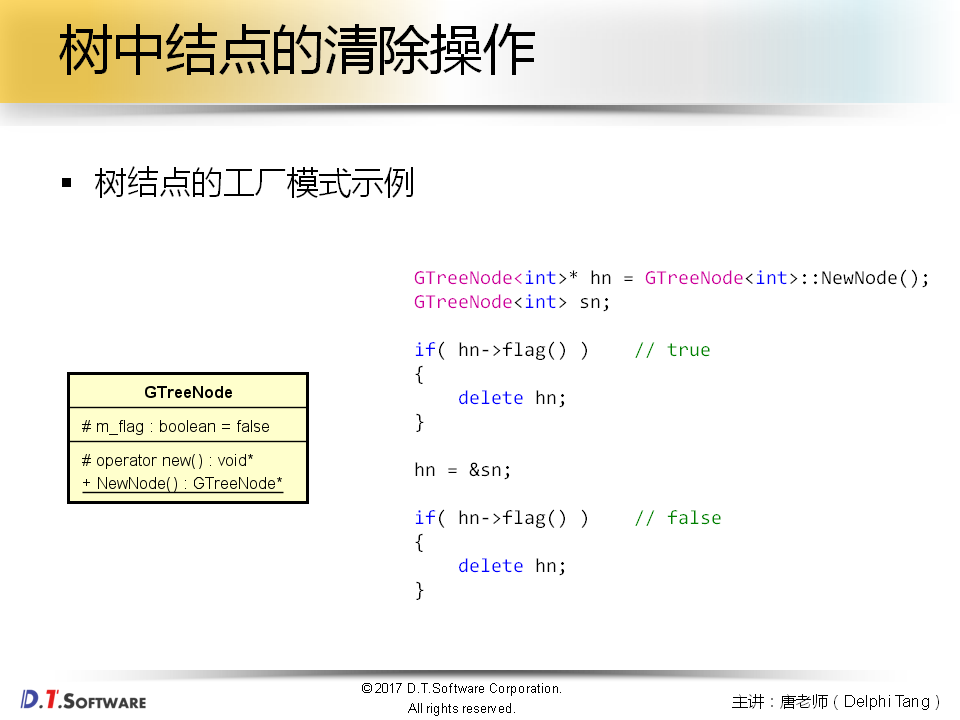 树中结点的清除操作
▪ 树结点的工厂模式示例
GTreeNode<int>* hn = GTreeNode<int>::NewNode();
GTreeNode<int> sn;
if( hn->flag() )    // true
{
    delete hn;
}
hn = &sn;
if( hn->flag() )    // false
{
    delete hn;
}
GTreeNode
# m_flag : boolean = false
# operator new() : void*
+ NewNode() : GTreeNode*
D.T.SOFTWARE
©2017 D.T.Software Corporation.
All rights reserved.
主讲：唐老师（Delphi Tang）